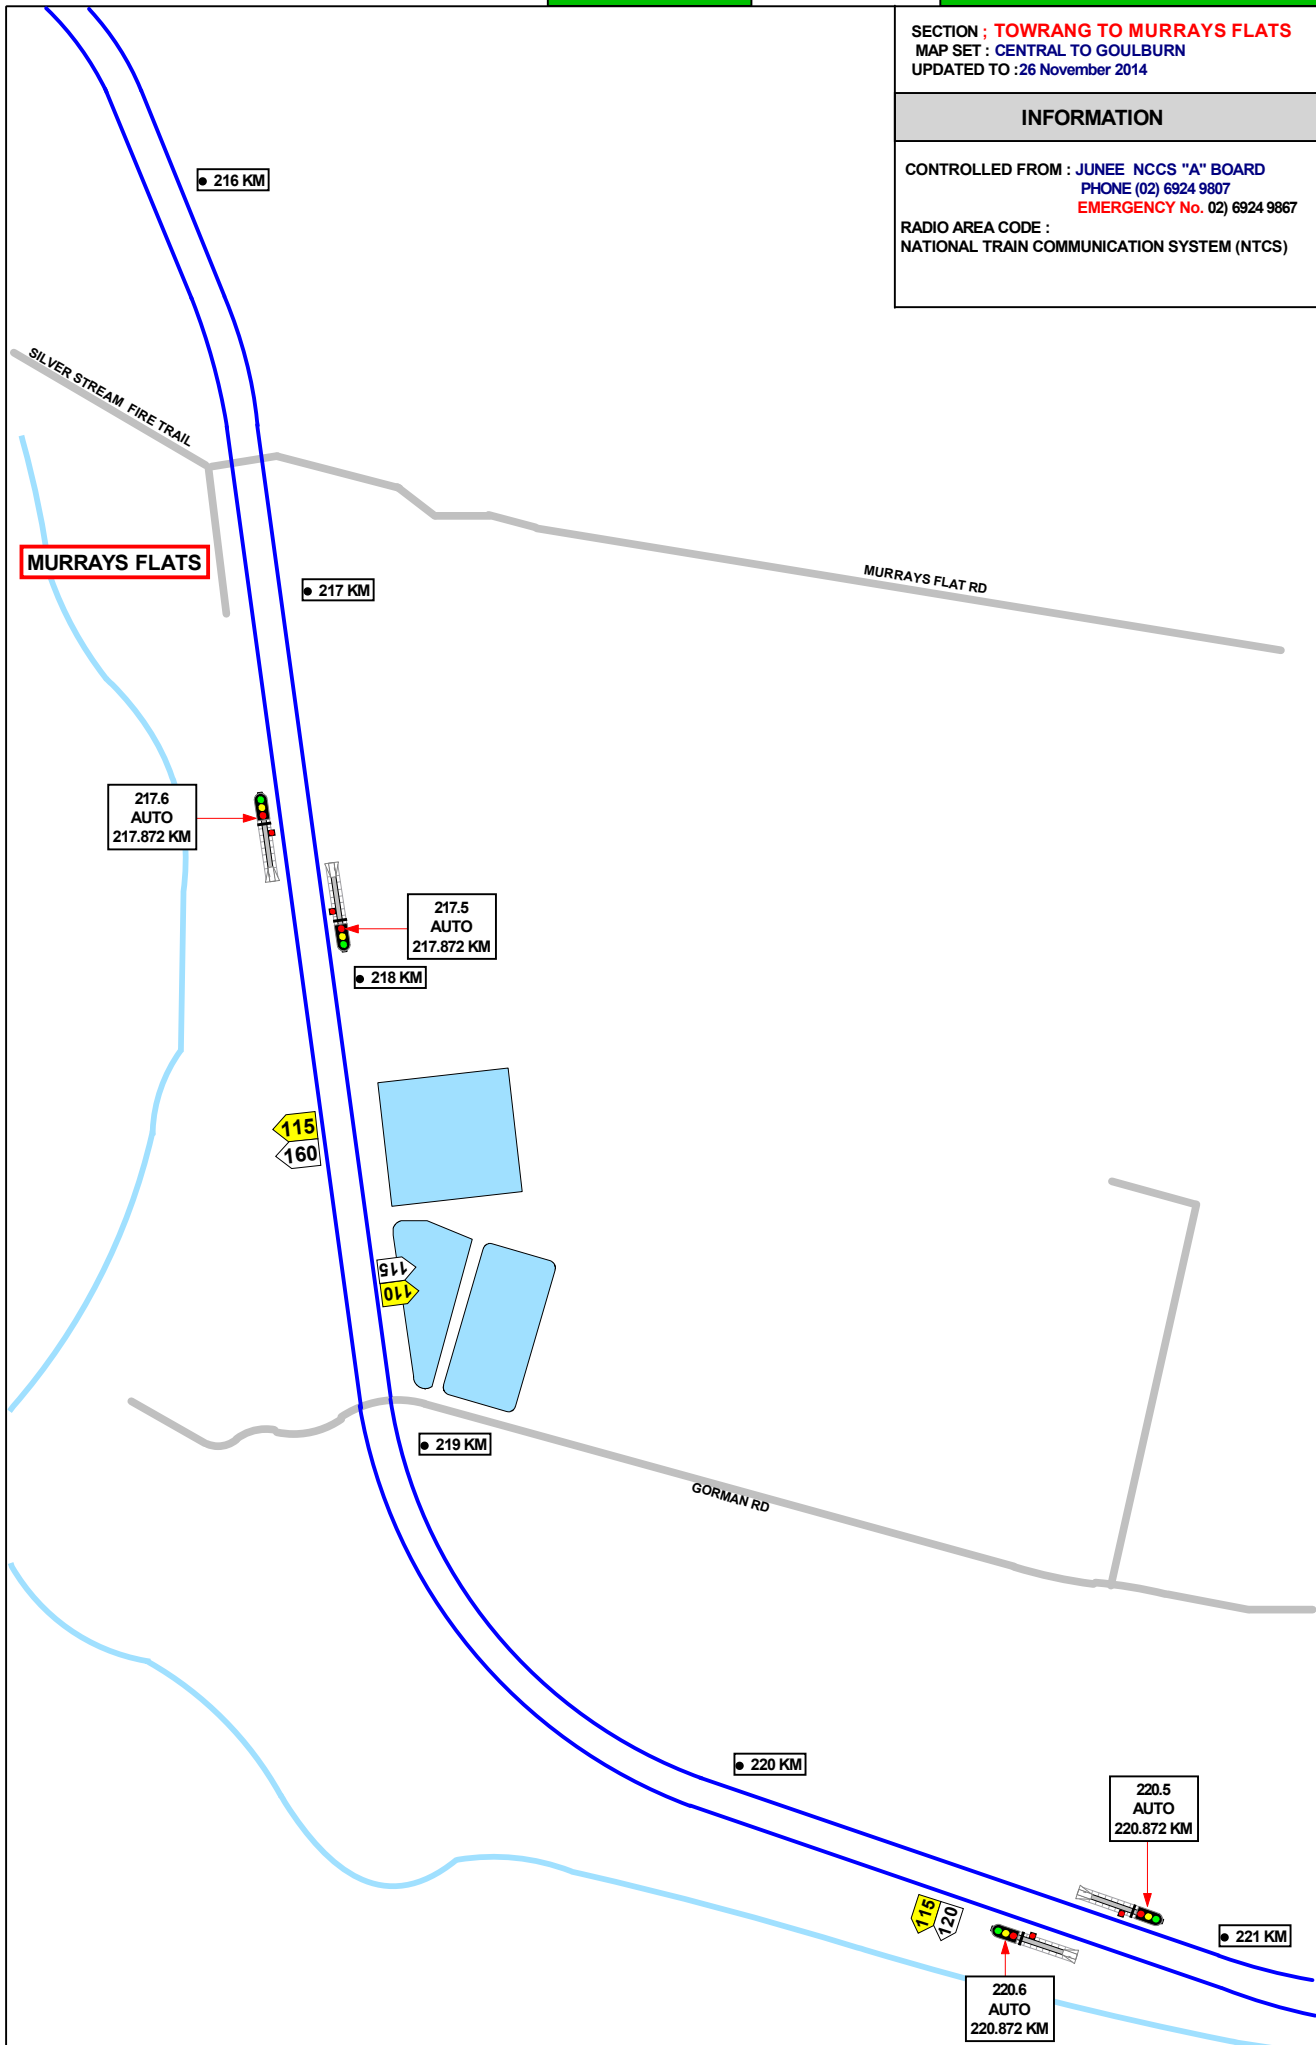 SECTION ; TOWRANG TO MURRAYS FLATS
MAP SET : CENTRAL TO GOULBURN
UPDATED TO :26 November 2014
INFORMATION
CONTROLLED FROM : JUNEE NCCS "A" BOARD
PHONE (02) 6924 9807
EMERGENCY No. 02) 6924 9867
RADIO AREA CODE :
NATIONAL TRAIN COMMUNICATION SYSTEM (NTCS)
216 KM
SILVER STREAM FIRE TRAIL
MURRAYS FLATS
217 KM
MURRAYS FLAT RD
217.6
AUTO
217.872 KM
217.5
AUTO
217.872 KM
218 KM
115
160
115
110
219 KM
GORMAN RD
220 KM
220.5
AUTO
220.872 KM
115
120
221 KM
220.6
AUTO
220.872 KM